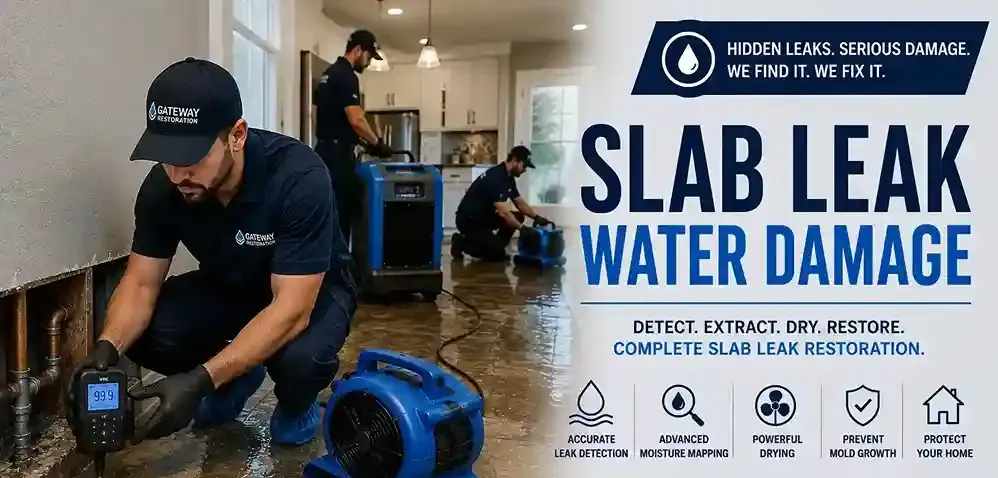 GATEWAY
RESTORATION
GATEWAY
RESTORATION
99.9
HIDDEN LEAKS. SERIOUS DAMAGE.
WE FIND IT. WE FIX IT.
SLAB LEAK
WATER DAMAGE
DETECT. EXTRACT. DRY. RESTORE.
COMPLETE SLAB LEAK RESTORATION.
ACCURATE
LEAK DETECTION
ADVANCED
MOISTURE MAPPING
POWERFUL
DRYING
PREVENT
MOLD GROWTH
PROTECT
YOUR HOME